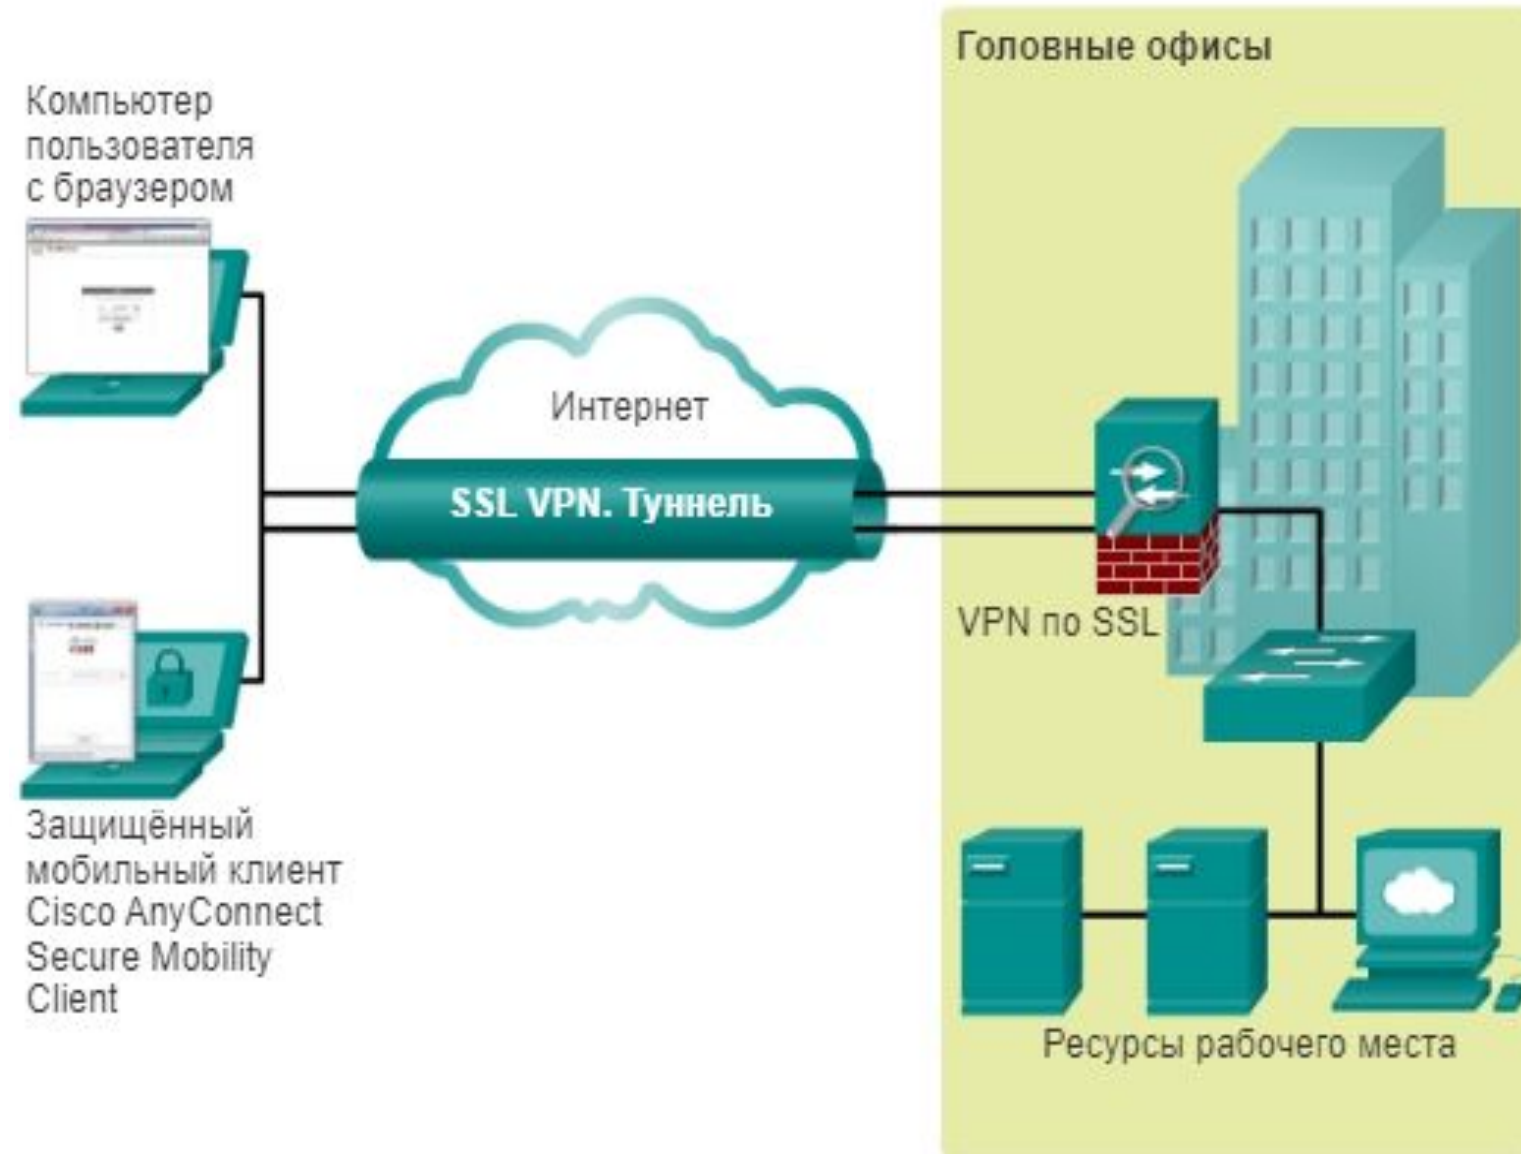 Головные офисы
Компьютер
пользователя
с браузером
Интернет
SSL VPN. Туннель
VPN по SSL
Защищённый
мобильный клиент
Cisco AnyConnect
Secure Mobility
Client
Ресурсы рабочего места